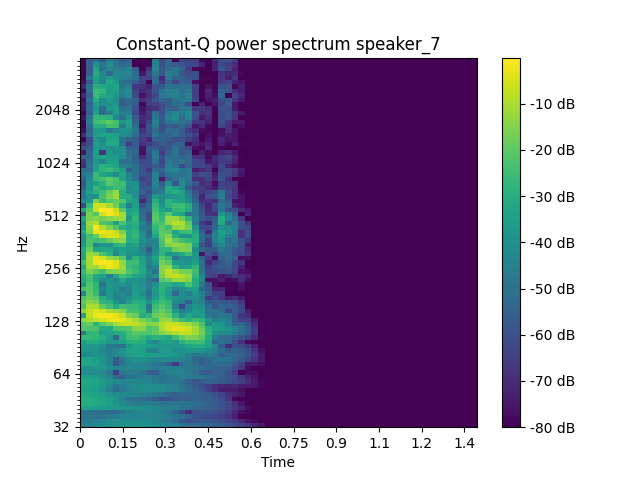 Constant-Q power spectrum speaker_7
Hz
2048
1024
512
256
128
64
32
0 0.15 0.3 0.45 0.6 0.75 0.9 1.1 1.2 1.4
Time
-10 dB
-20 dB
-30 dB
-40 dB
-50 dB
-60 dB
-70 dB
-80 dB